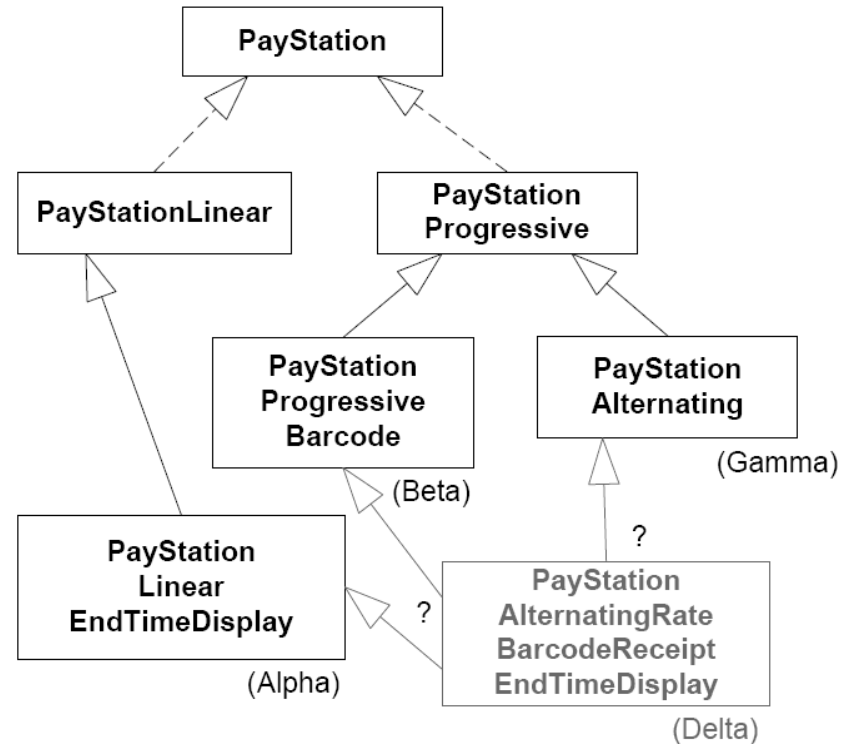 PayStation
PayStationLinear
PayStation
Progressive
PayStation
Progressive
Barcode
(Beta)
PayStation
Alternating
(Gamma)
PayStation
Linear
EndTimeDisplay
(Alpha)
?
?
PayStation
AlternatingRate
BarcodeReceipt
EndTimeDisplay
(Delta)